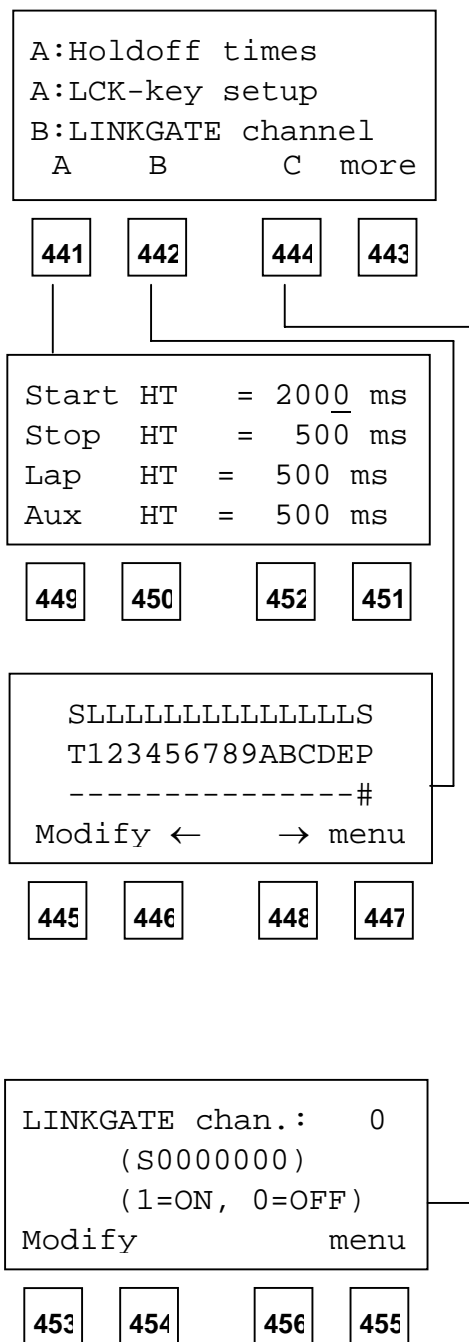 A:Holdoff times
A:LCK-key setup
B:LINKGATE channel
A B C more
441 442 444 443
Start HT = 2000 ms
Stop HT = 500 ms
Lap HT = 500 ms
Aux HT = 500 ms
449 450 452 451
SLLLLLLLLLLLLLLS
T123456789ABCDEP
---------------#
Modify ← → menu
445 446 448 447
LINKGATE chan.: 0
(S0000000)
(1=ON, 0=OFF)
Modify menu
453 454 456 455